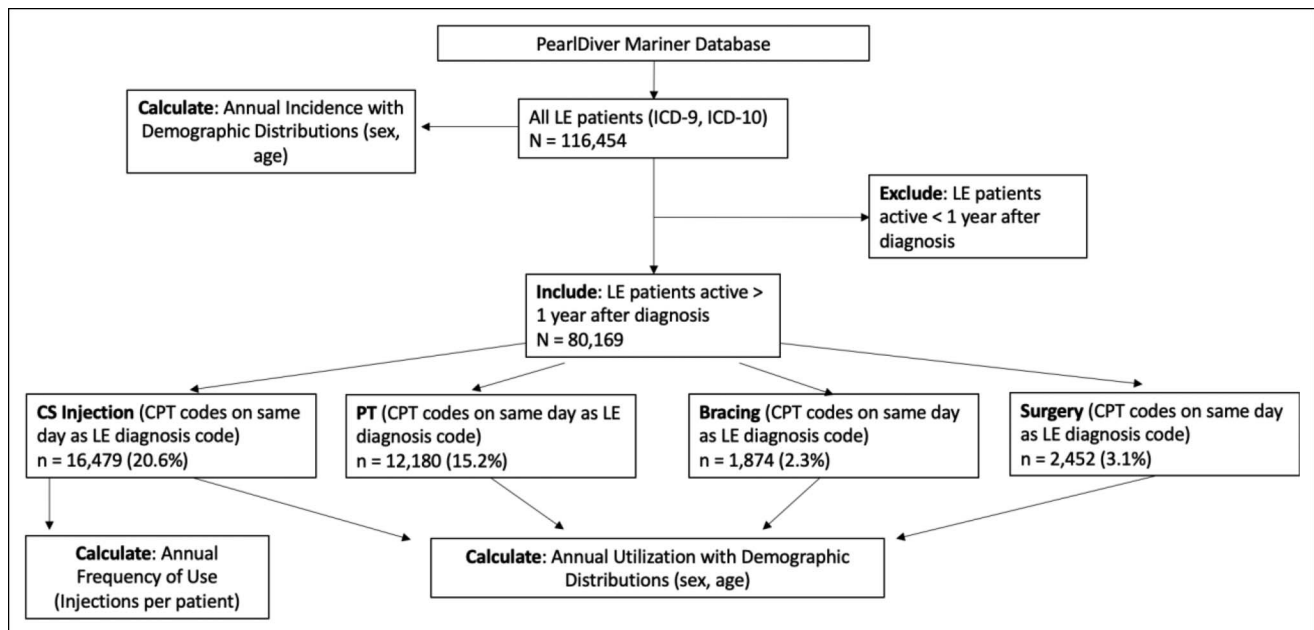 PearlDiver Mariner Database
Calculate: Annual Incidence with
Demographic Distributions (sex,
age)
All LE patients (ICD-9, ICD-10)
N = 116,454
Exclude: LE patients
active < 1 year after
diagnosis
Include: LE patients active >
1 year after diagnosis
N = 80,169
CS Injection (CPT codes on same
day as LE diagnosis code)
n = 16,479 (20.6%)
PT (CPT codes on same day as LE
diagnosis code)
n = 12,180 (15.2%)
Bracing (CPT codes on same day
as LE diagnosis code)
n = 1,874 (2.3%)
Surgery (CPT codes on same day
as LE diagnosis code)
n = 2,452 (3.1%)
Calculate: Annual
Frequency of Use
(Injections per patient)
Calculate: Annual Utilization with Demographic
Distributions (sex, age)